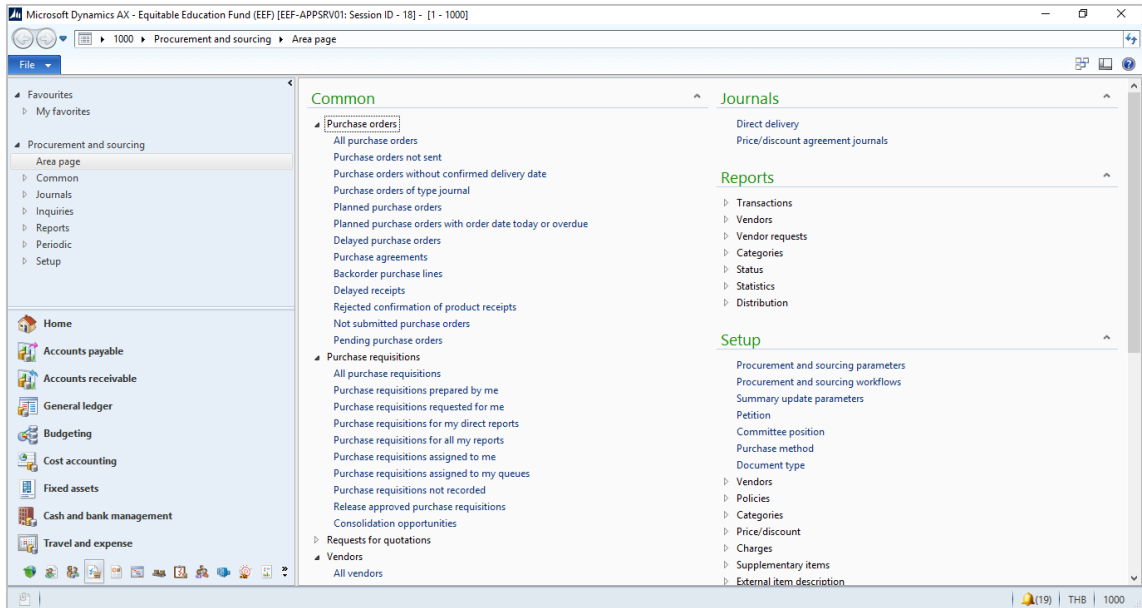 Microsoft Dynamics AX - Equitable Education Fund (EEF) [EEF-APPSRV01: Session ID - 18] - [1 - 1000]
1000 Procurement and sourcing Area page
File
Favourites
My favorites
Procurement and sourcing
Area page
Common
Journals
Inquiries
Reports
Periodic
Setup
Home
Accounts payable
Accounts receivable
General ledger
Budgeting
Cost accounting
Fixed assets
Cash and bank management
Travel and expense
Common
Purchase orders
All purchase orders
Purchase orders not sent
Purchase orders without confirmed delivery date
Purchase orders of type journal
Planned purchase orders
Planned purchase orders with order date today or overdue
Delayed purchase orders
Purchase agreements
Backorder purchase lines
Delayed receipts
Rejected confirmation of product receipts
Not submitted purchase orders
Pending purchase orders
Purchase requisitions
All purchase requisitions
Purchase requisitions prepared by me
Purchase requisitions requested for me
Purchase requisitions for my direct reports
Purchase requisitions for all my reports
Purchase requisitions assigned to me
Purchase requisitions assigned to my queues
Purchase requisitions not recorded
Release approved purchase requisitions
Consolidation opportunities
Requests for quotations
Vendors
All vendors
Journals
Direct delivery
Price/discount agreement journals
Reports
Transactions
Vendors
Vendor requests
Categories
Status
Statistics
Distribution
Setup
Procurement and sourcing parameters
Procurement and sourcing workflows
Summary update parameters
Petition
Committee position
Purchase method
Document type
Vendors
Policies
Categories
Price/discount
Charges
Supplementary items
External item description
(19) THB 1000